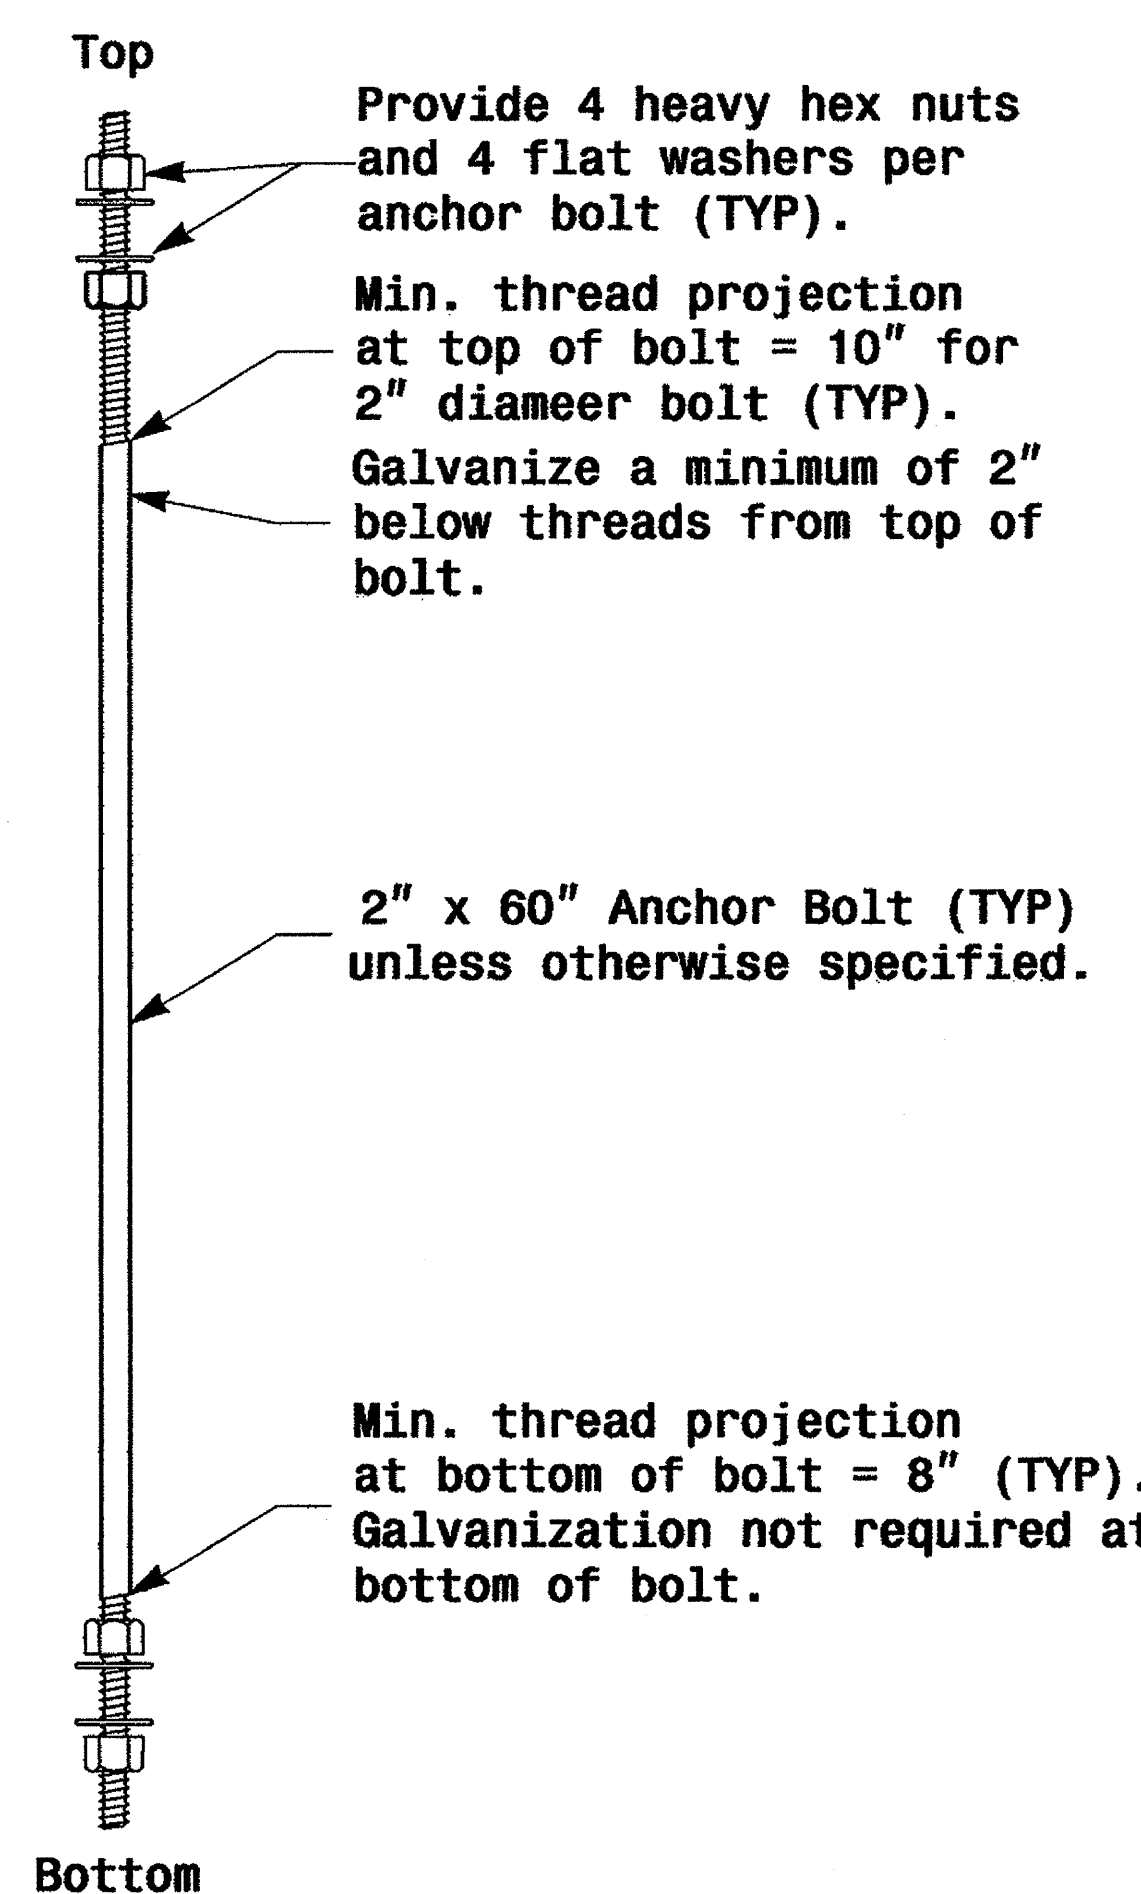 Top
Provide 4 heavy hex nuts
and 4 flat washers per
anchor bolt (TYP).
Min. thread projection
at top of bolt = 10" for
2" diameer bolt (TYP).
Galvanize a minimum of 2"
below threads from top of
bolt.
2" x 60" Anchor Bolt (TYP)
unless otherwise specified.
Min. thread projection
at bottom of bolt = 8" (TYP).
Galvanization not required at
bottom of bolt.
Bottom